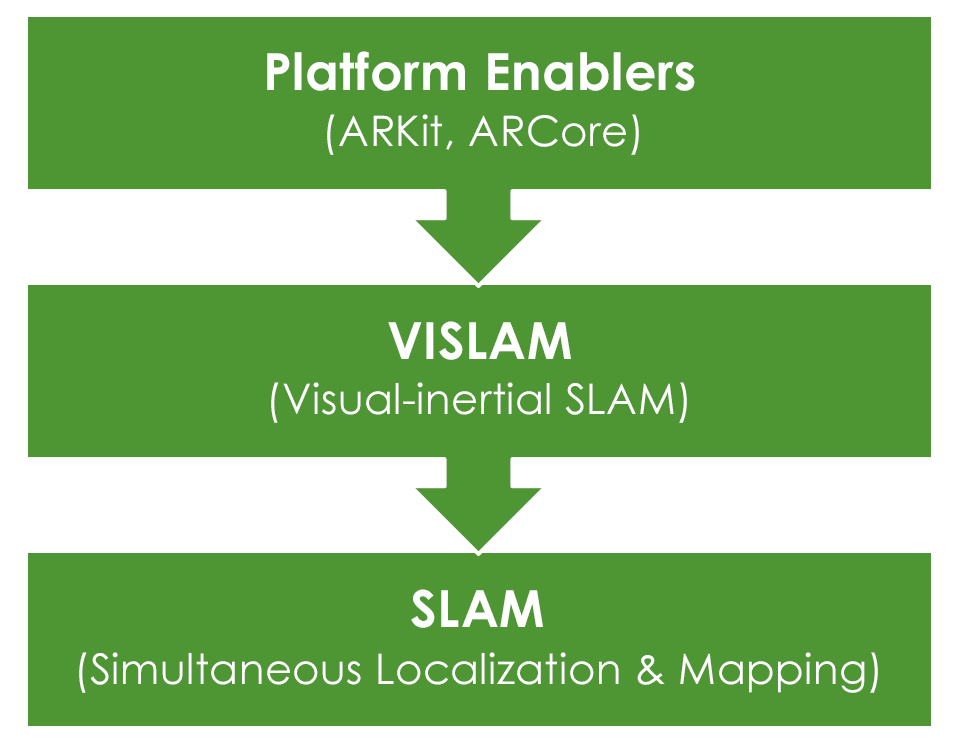 Platform Enablers
(ARKit, ARCore)
VISLAM
(Visual-inertial SLAM)
SLAM
(Simultaneous Localization & Mapping)